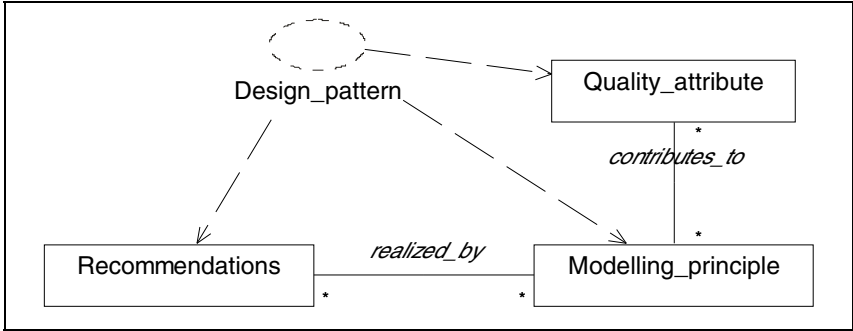 Design_pattern
Quality_attribute
*
contributes_to
*
Recommendations
realized_by
Modelling_principle
*
*